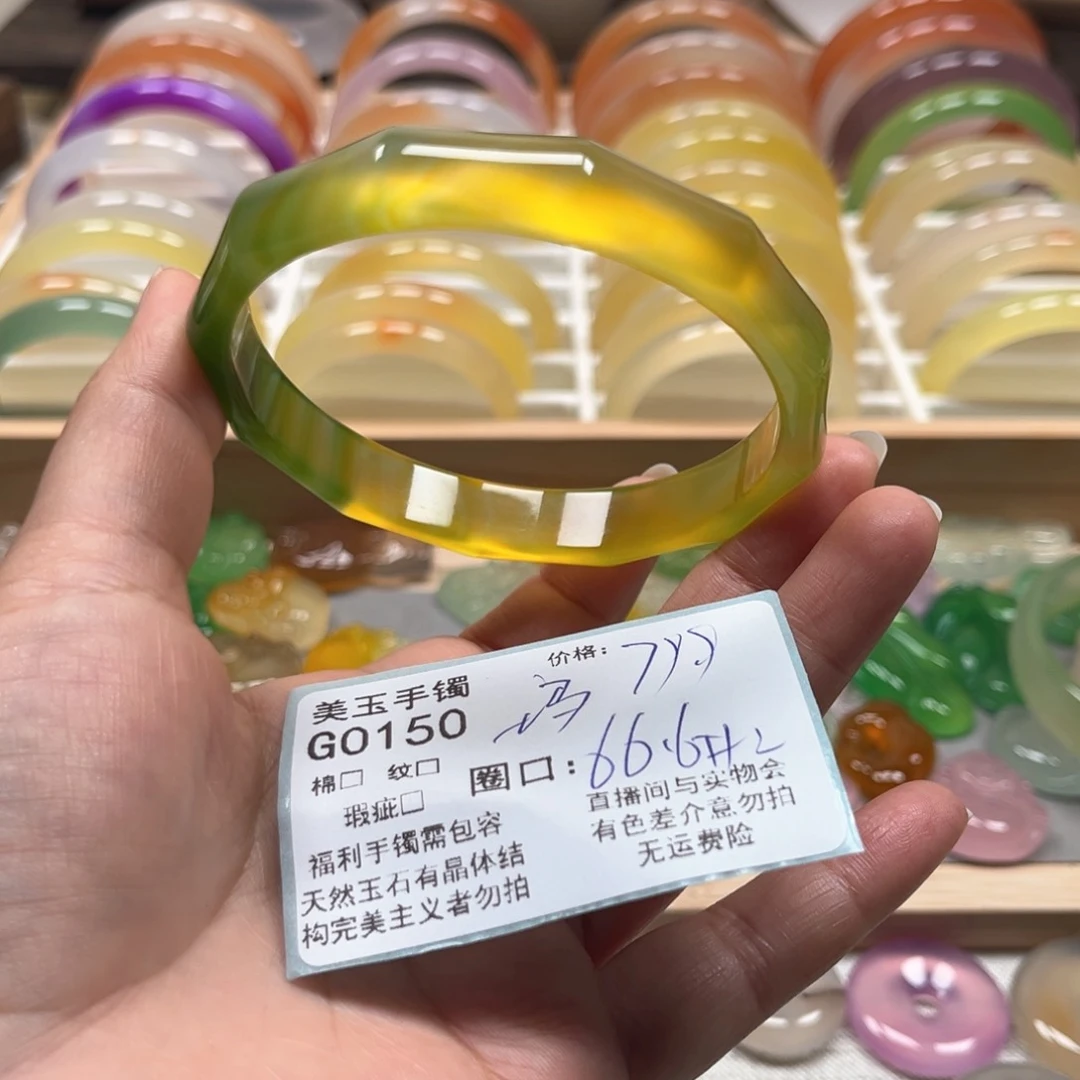 美玉手镯
G0150
价格：
棉□ 纹□
瑕疵□
圈口：66.6
福利手镯需包容
天然玉石有晶体结
构完美主义者勿拍
直播间与实物会
有色差介意勿拍
无运费险